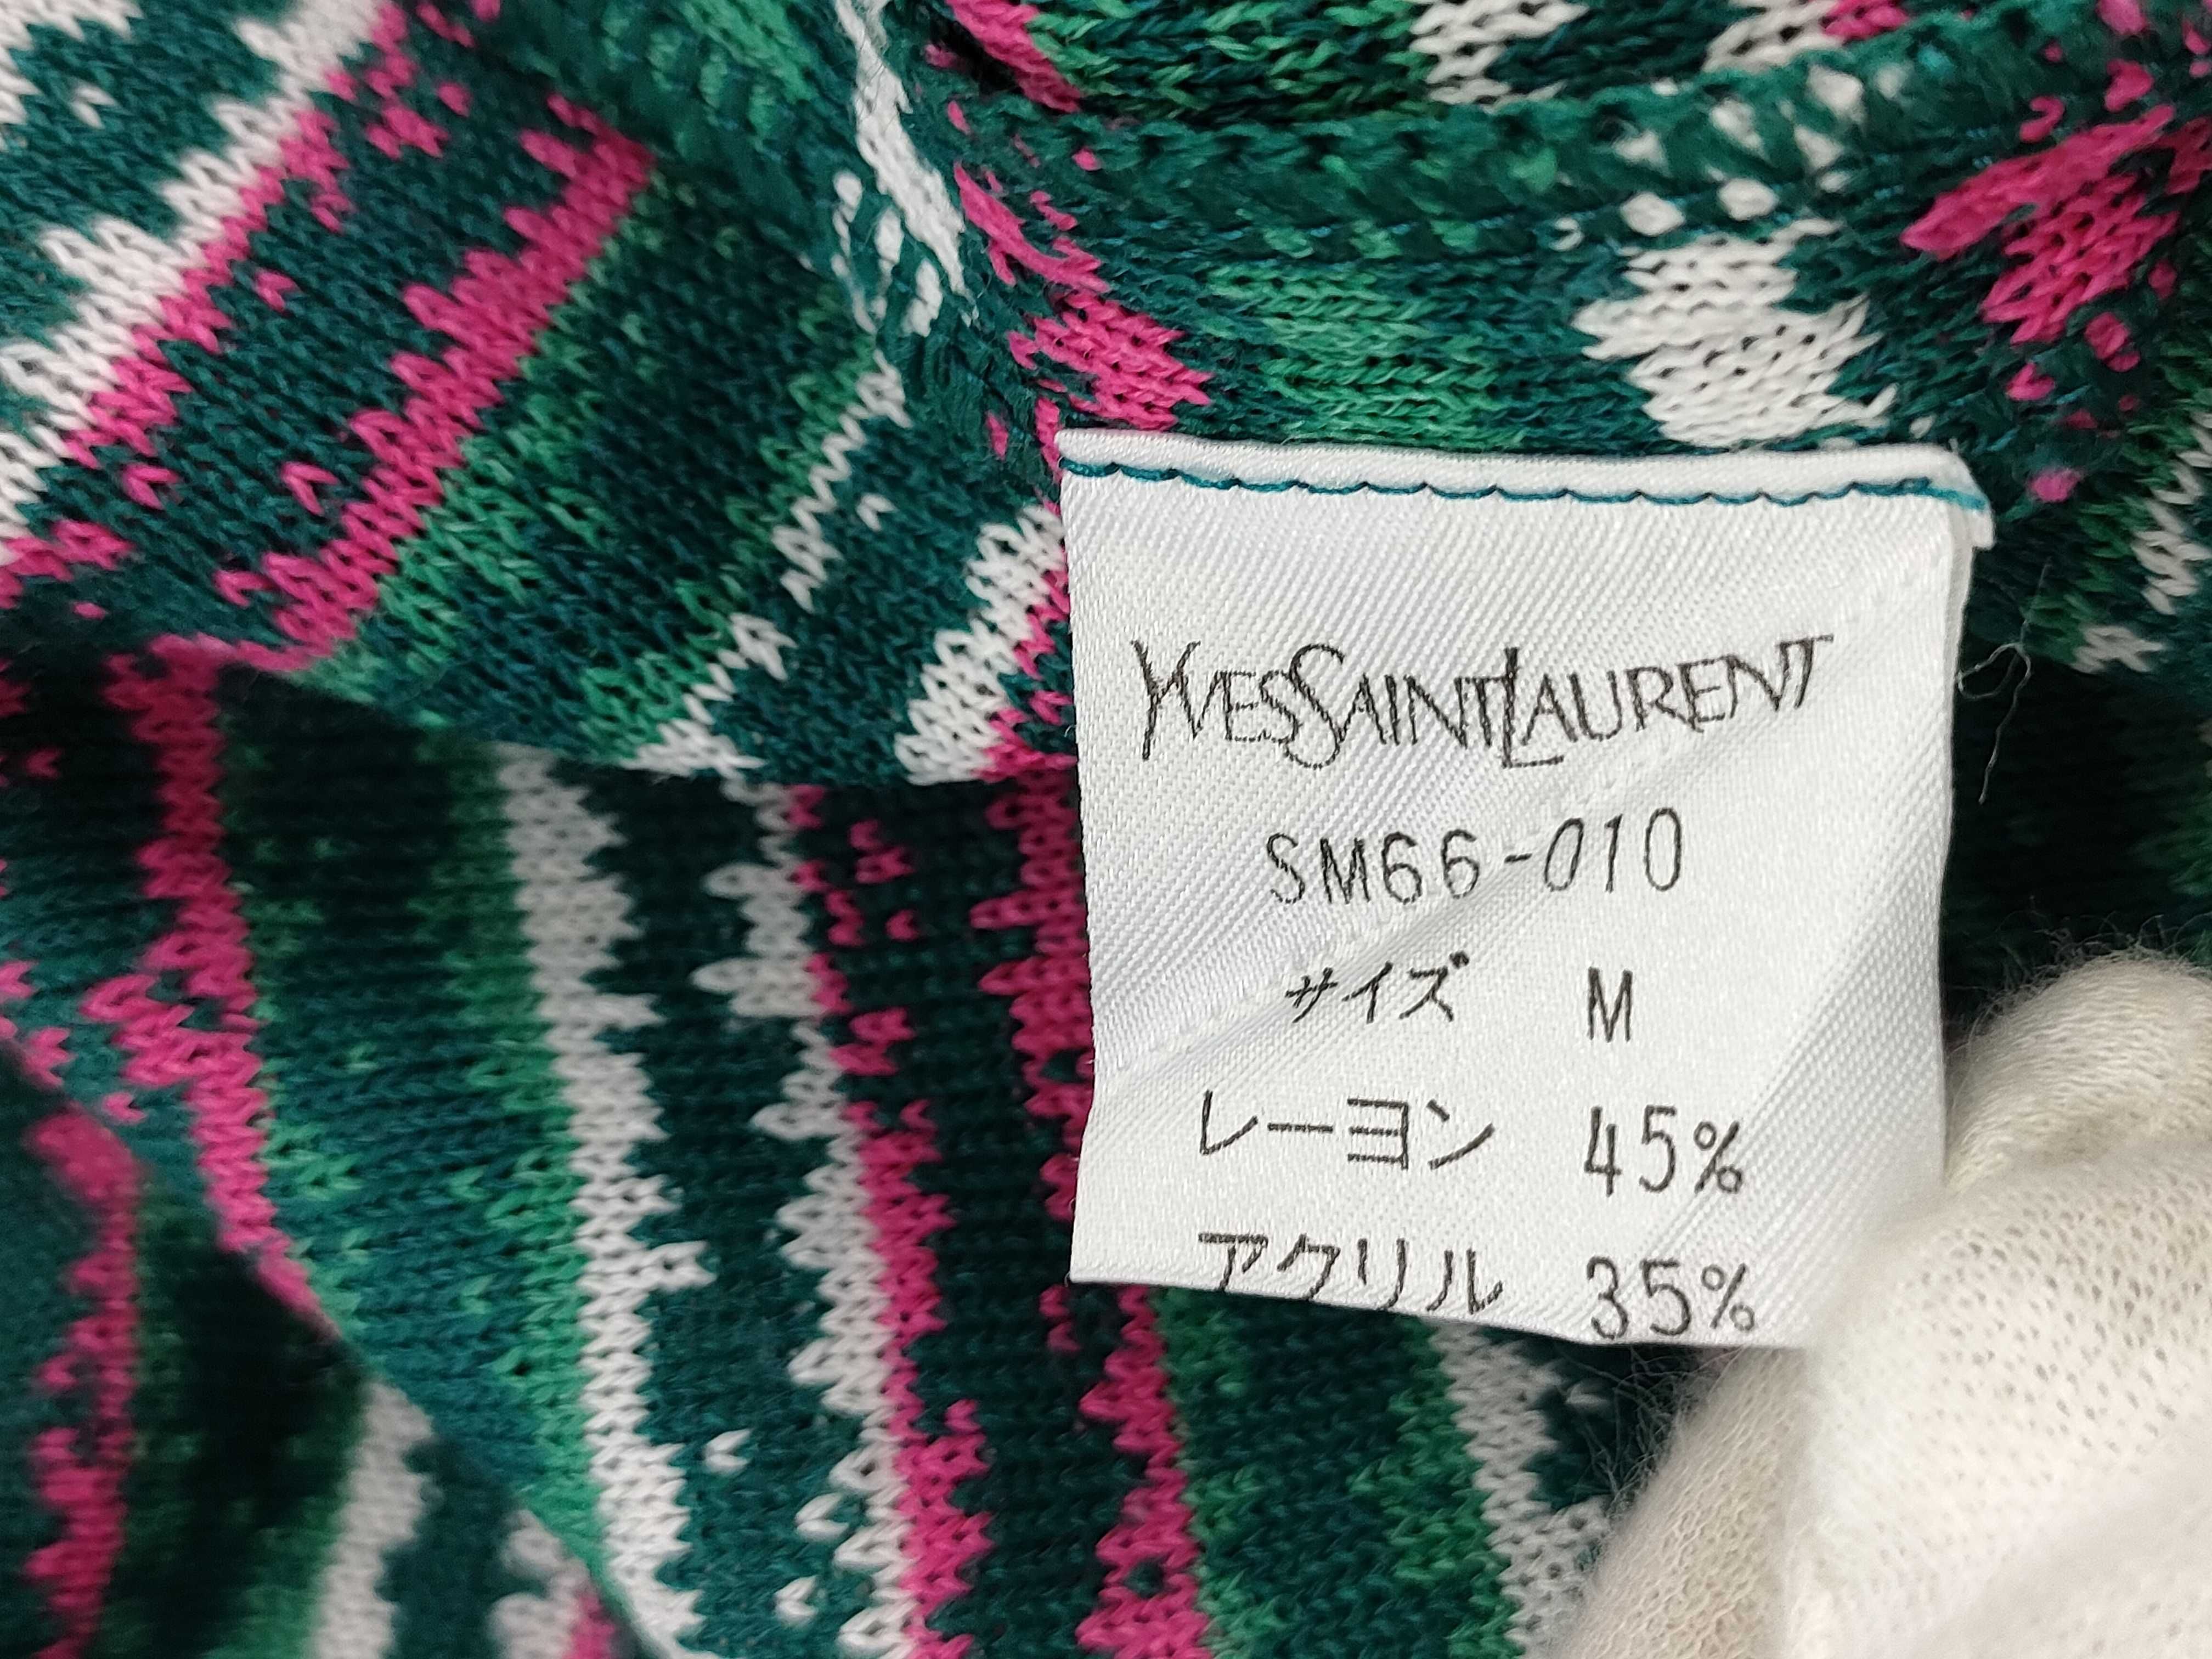 YVESSAINTLAURENT
SM66-010
サイズ M
レーヨン 45%
アクリル 35%